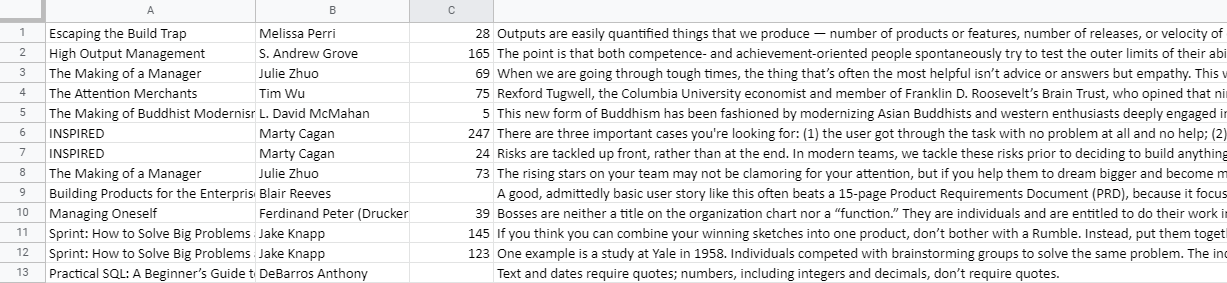 A B C
1 Escaping the Build Trap Melissa Perri 28 Outputs are easily quantified things that we produce — number of products or features, number of releases, or velocity of
2 High Output Management S. Andrew Grove 165 The point is that both competence- and achievement-oriented people spontaneously try to test the outer limits of their abi
3 The Making of a Manager Julie Zhuo 69 When we are going through tough times, the thing that's often the most helpful isn't advice or answers but empathy. This w
4 The Attention Merchants Tim Wu 75 Rexford Tugwell, the Columbia University economist and member of Franklin D. Roosevelt's Brain Trust, who opined that ni
5 The Making of Buddhist Modernisr L. David McMahan 5 This new form of Buddhism has been fashioned by modernizing Asian Buddhists and western enthusiasts deeply engaged i
6 INSPIRED Marty Cagan 247 There are three important cases you're looking for: (1) the user got through the task with no problem at all and no help; (2)
7 INSPIRED Marty Cagan 24 Risks are tackled up front, rather than at the end. In modern teams, we tackle these risks prior to deciding to build anything
8 The Making of a Manager Julie Zhuo 73 The rising stars on your team may not be clamoring for your attention, but if you help them to dream bigger and become m
9 Building Products for the Enterpris Blair Reeves A good, admittedly basic user story like this often beats a 15-page Product Requirements Document (PRD), because it focus
10 Managing Oneself Ferdinand Peter (Drucker 39 Bosses are neither a title on the organization chart nor a “function.” They are individuals and are entitled to do their work i
11 Sprint: How to Solve Big Problems Jake Knapp 145 If you think you can combine your winning sketches into one product, don't bother with a Rumble. Instead, put them toget
12 Sprint: How to Solve Big Problems Jake Knapp 123 One example is a study at Yale in 1958. Individuals competed with brainstorming groups to solve the same problem. The in
13 Practical SQL: A Beginner's Guide t DeBarros Anthony Text and dates require quotes; numbers, including integers and decimals, don't require quotes.